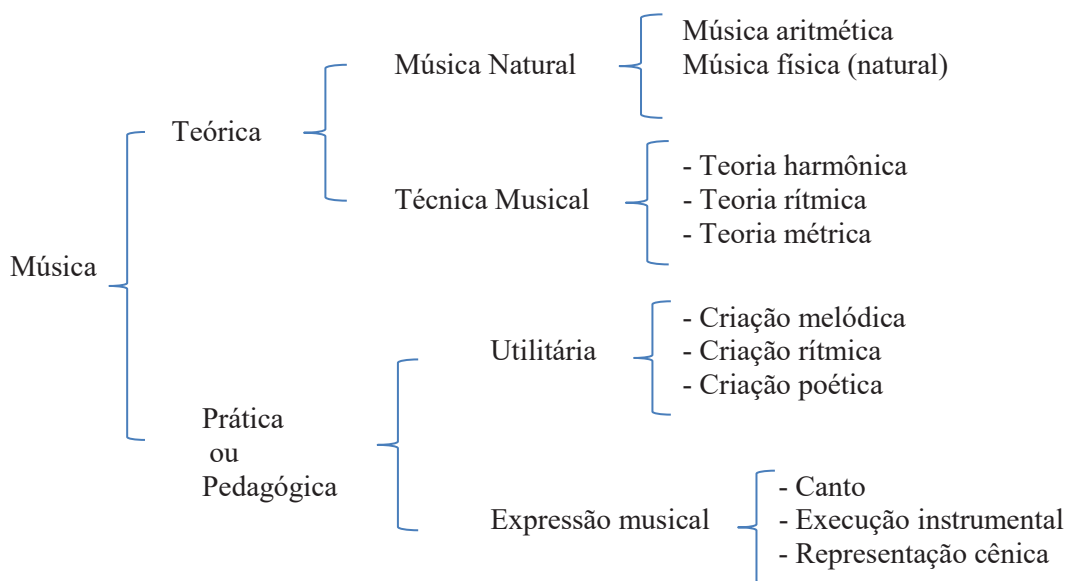 Música
Teórica
Música Natural
Música aritmética
Música física (natural)
Técnica Musical
- Teoria harmônica
- Teoria rítmica
- Teoria métrica
Prática
ou
Pedagógica
Utilitária
- Criação melódica
- Criação rítmica
- Criação poética
Expressão musical
- Canto
- Execução instrumental
- Representação cênica